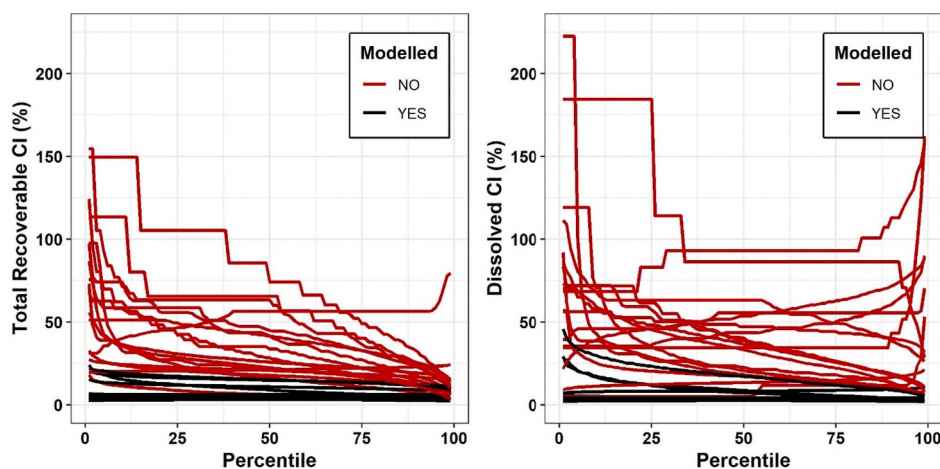 Total Recoverable CI (%)
200
150
100
50
0
0 25 50 75 100
Percentile
Modelled
NO
YES
Dissolved CI (%)
200
150
100
50
0
0 25 50 75 100
Percentile
Modelled
NO
YES